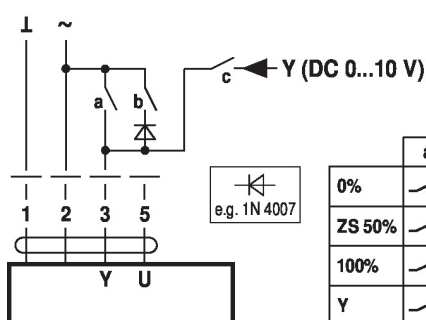 ⊥ ~
a b c Y (DC 0...10 V)
e.g. 1N 4007
1 2 3 5
Y U
a
0%
ZS 50%
100%
Y